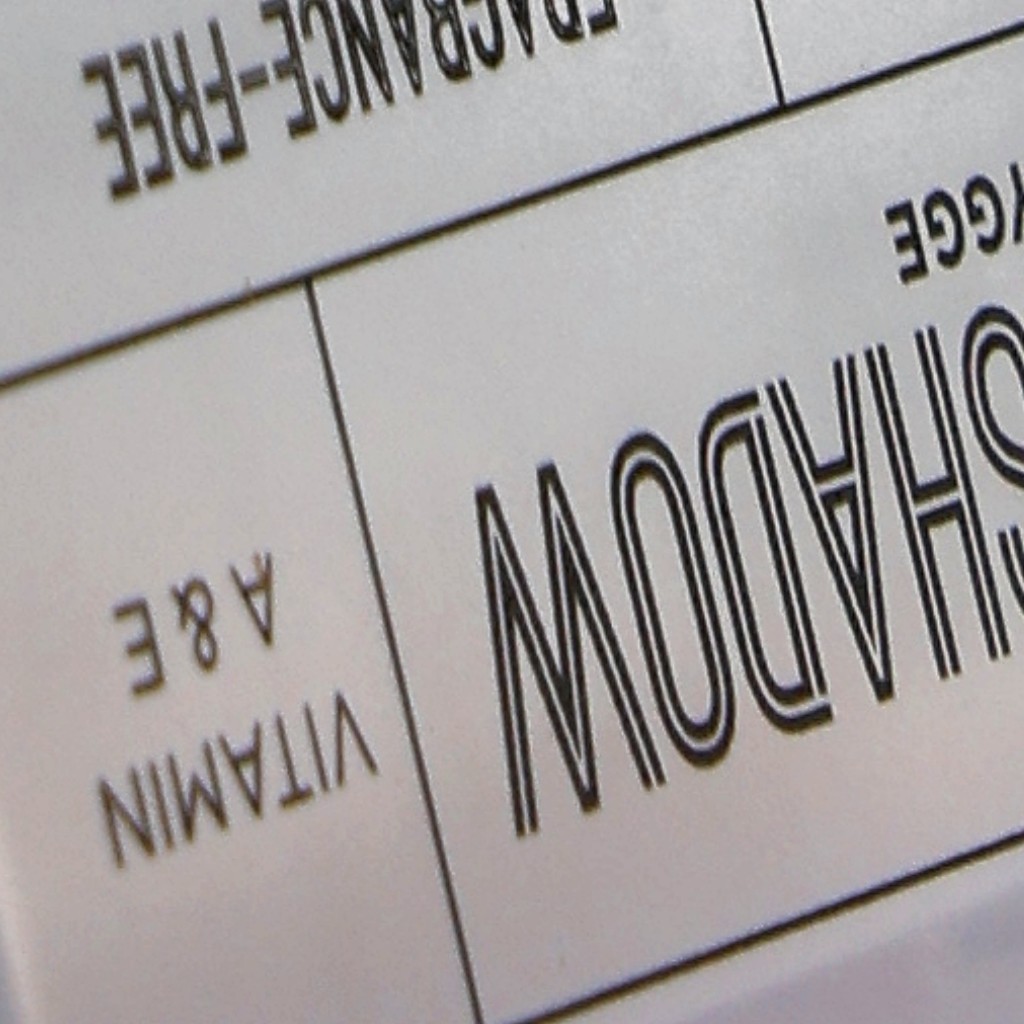 SHADOW
VITAMIN
A & E
FRAGRANCE-FREE